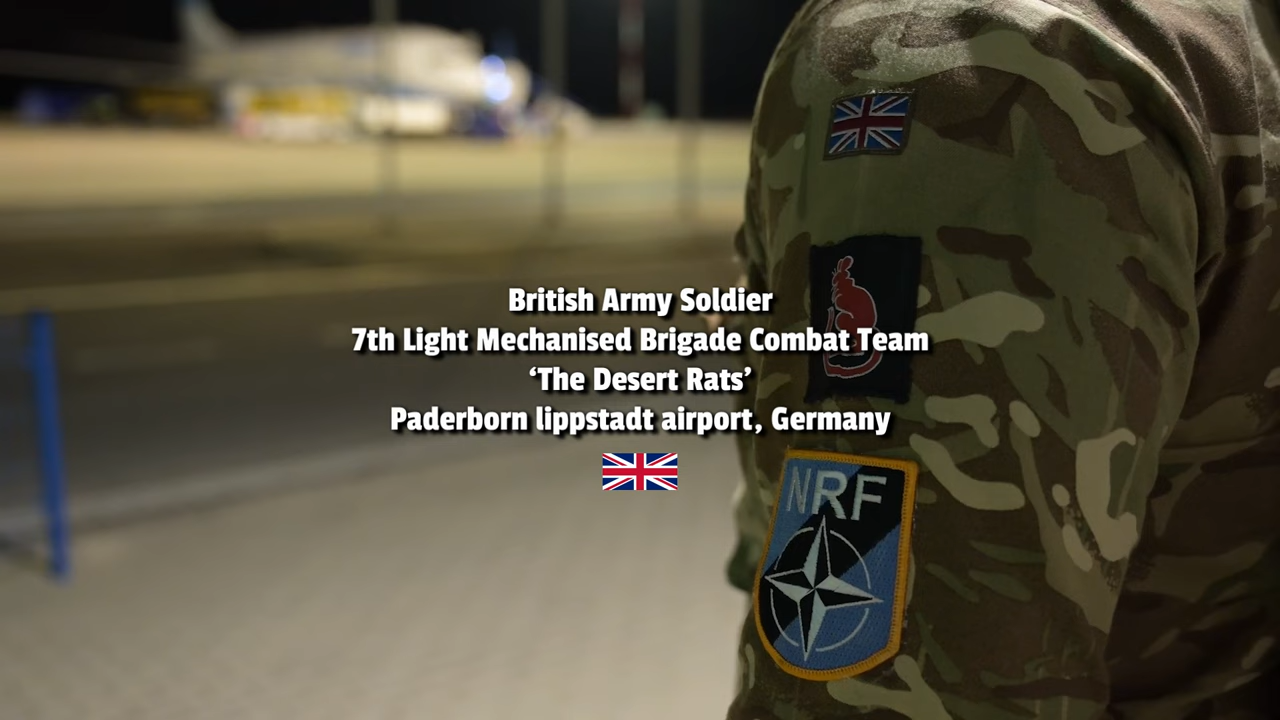 British Army Soldier
7th Light Mechanised Brigade Combat Team
‘The Desert Rats’
Paderborn lippstadt airport, Germany
NRF